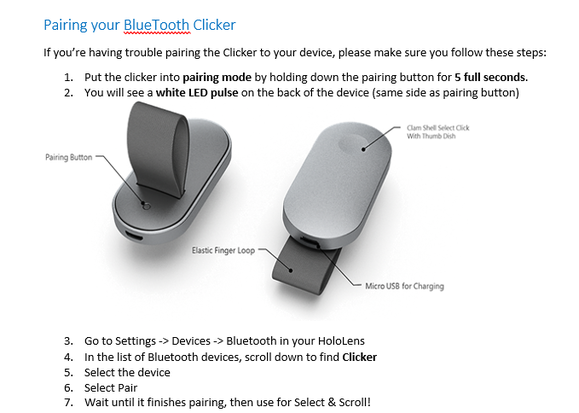 Pairing your BlueTooth Clicker
If you're having trouble pairing the Clicker to your device, please make sure you follow these steps:
1. Put the clicker into pairing mode by holding down the pairing button for 5 full seconds.
2. You will see a white LED pulse on the back of the device (same side as pairing button)
Clam Shell Select Click
With Thumb Dish
Pairing Button
Elastic Finger Loop
Micro USB for Charging
3. Go to Settings -> Devices -> Bluetooth in your HoloLens
4. In the list of Bluetooth devices, scroll down to find Clicker
5. Select the device
6. Select Pair
7. Wait until it finishes pairing, then use for Select & Scroll!